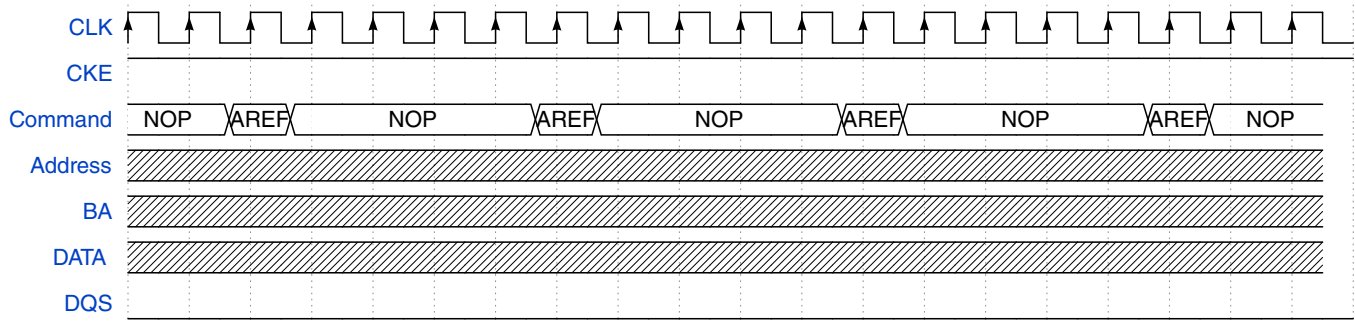 CLK
CKE
Command NOP AREF NOP AREF NOP AREF NOP AREF NOP
Address
BA
DATA
DQS